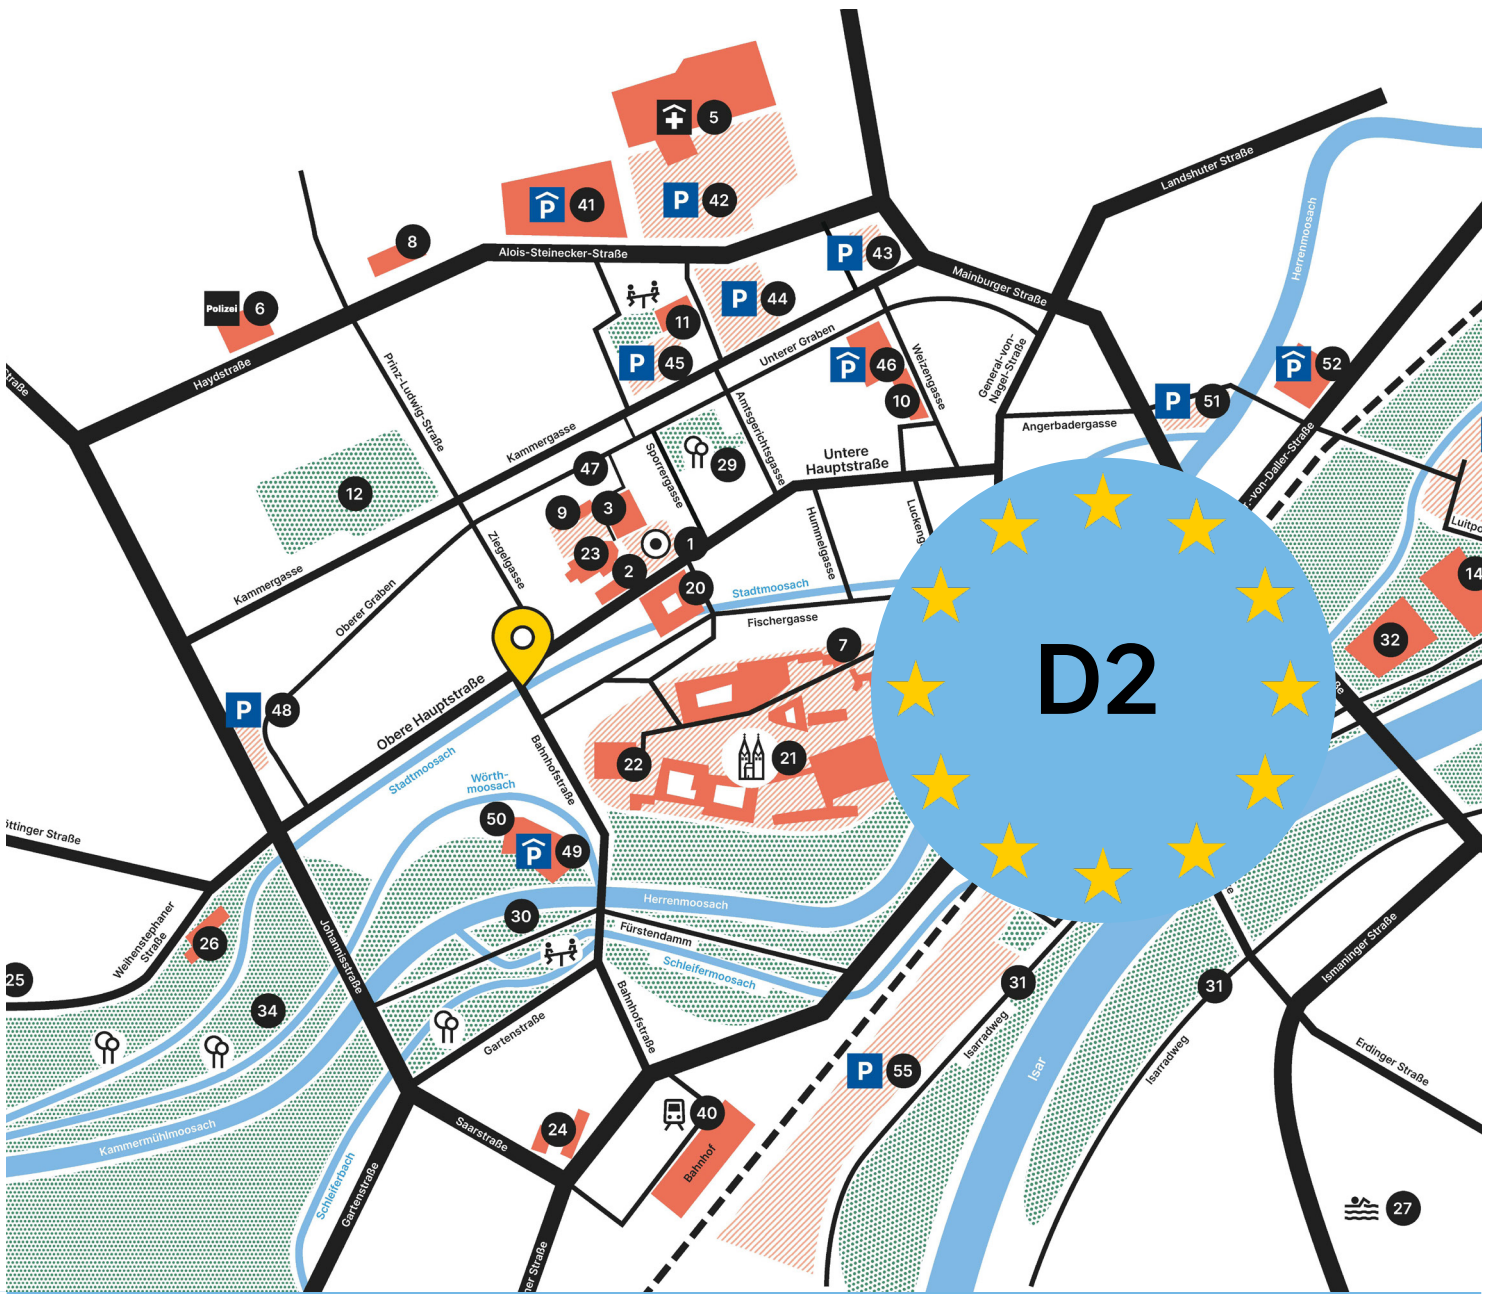 5
41
42
8
Alois-Steinecker-Straße
43
Landshuter Straße
Herrenmoosach
Mainburger Straße
Polizei
6
44
11
45
Unterer Graben
46
10
Weizengasse
General-von-
Nagel-Straße
52
51
Angerbadergasse
Haydstraße
Prinz-Ludwig-Straße
Kammergasse
Amtsgerichtsgasse
Untere
Hauptstraße
Sporrergasse
29
47
12
9
3
23
2
1
20
Ziegelgasse
Hummelgasse
Stadtmoosach
Fischergasse
Kammergasse
Oberer Graben
7
14
32
D2
48
Obere Hauptstraße
Stadtmoosach
Bahnhofstraße
22
21
Wörth-
moosach
50
49
Herrenmoosach
30
Fürstendamm
Schleifermoosach
Weihenstephaner
Straße
26
25
34
Johannisstraße
Gartenstraße
Bahnhofstraße
31
31
Isarradweg
Isarradweg
Isar
Ismaninger Straße
Erdinger Straße
55
P
P
P
P
P
P
P
P
P
P
P
P
Kammermühlmoosach
Schleiferbach
Gartenstraße
Saarstraße
24
40
Bahnhof
27